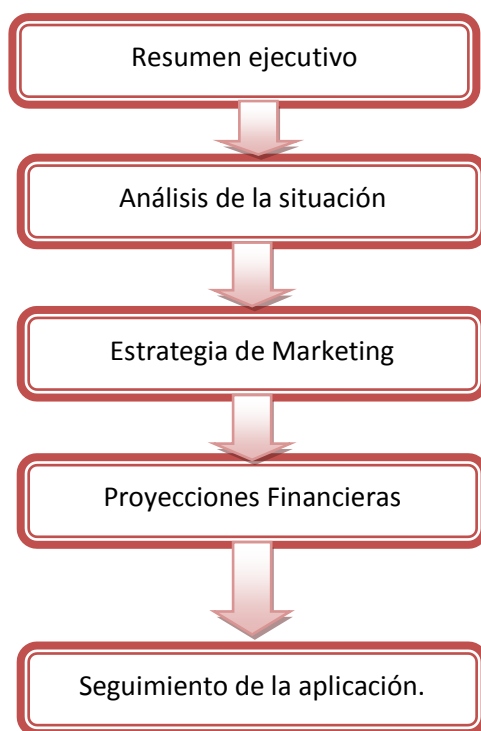 Resumen ejecutivo
Análisis de la situación
Estrategia de Marketing
Proyecciones Financieras
Seguimiento de la aplicación.